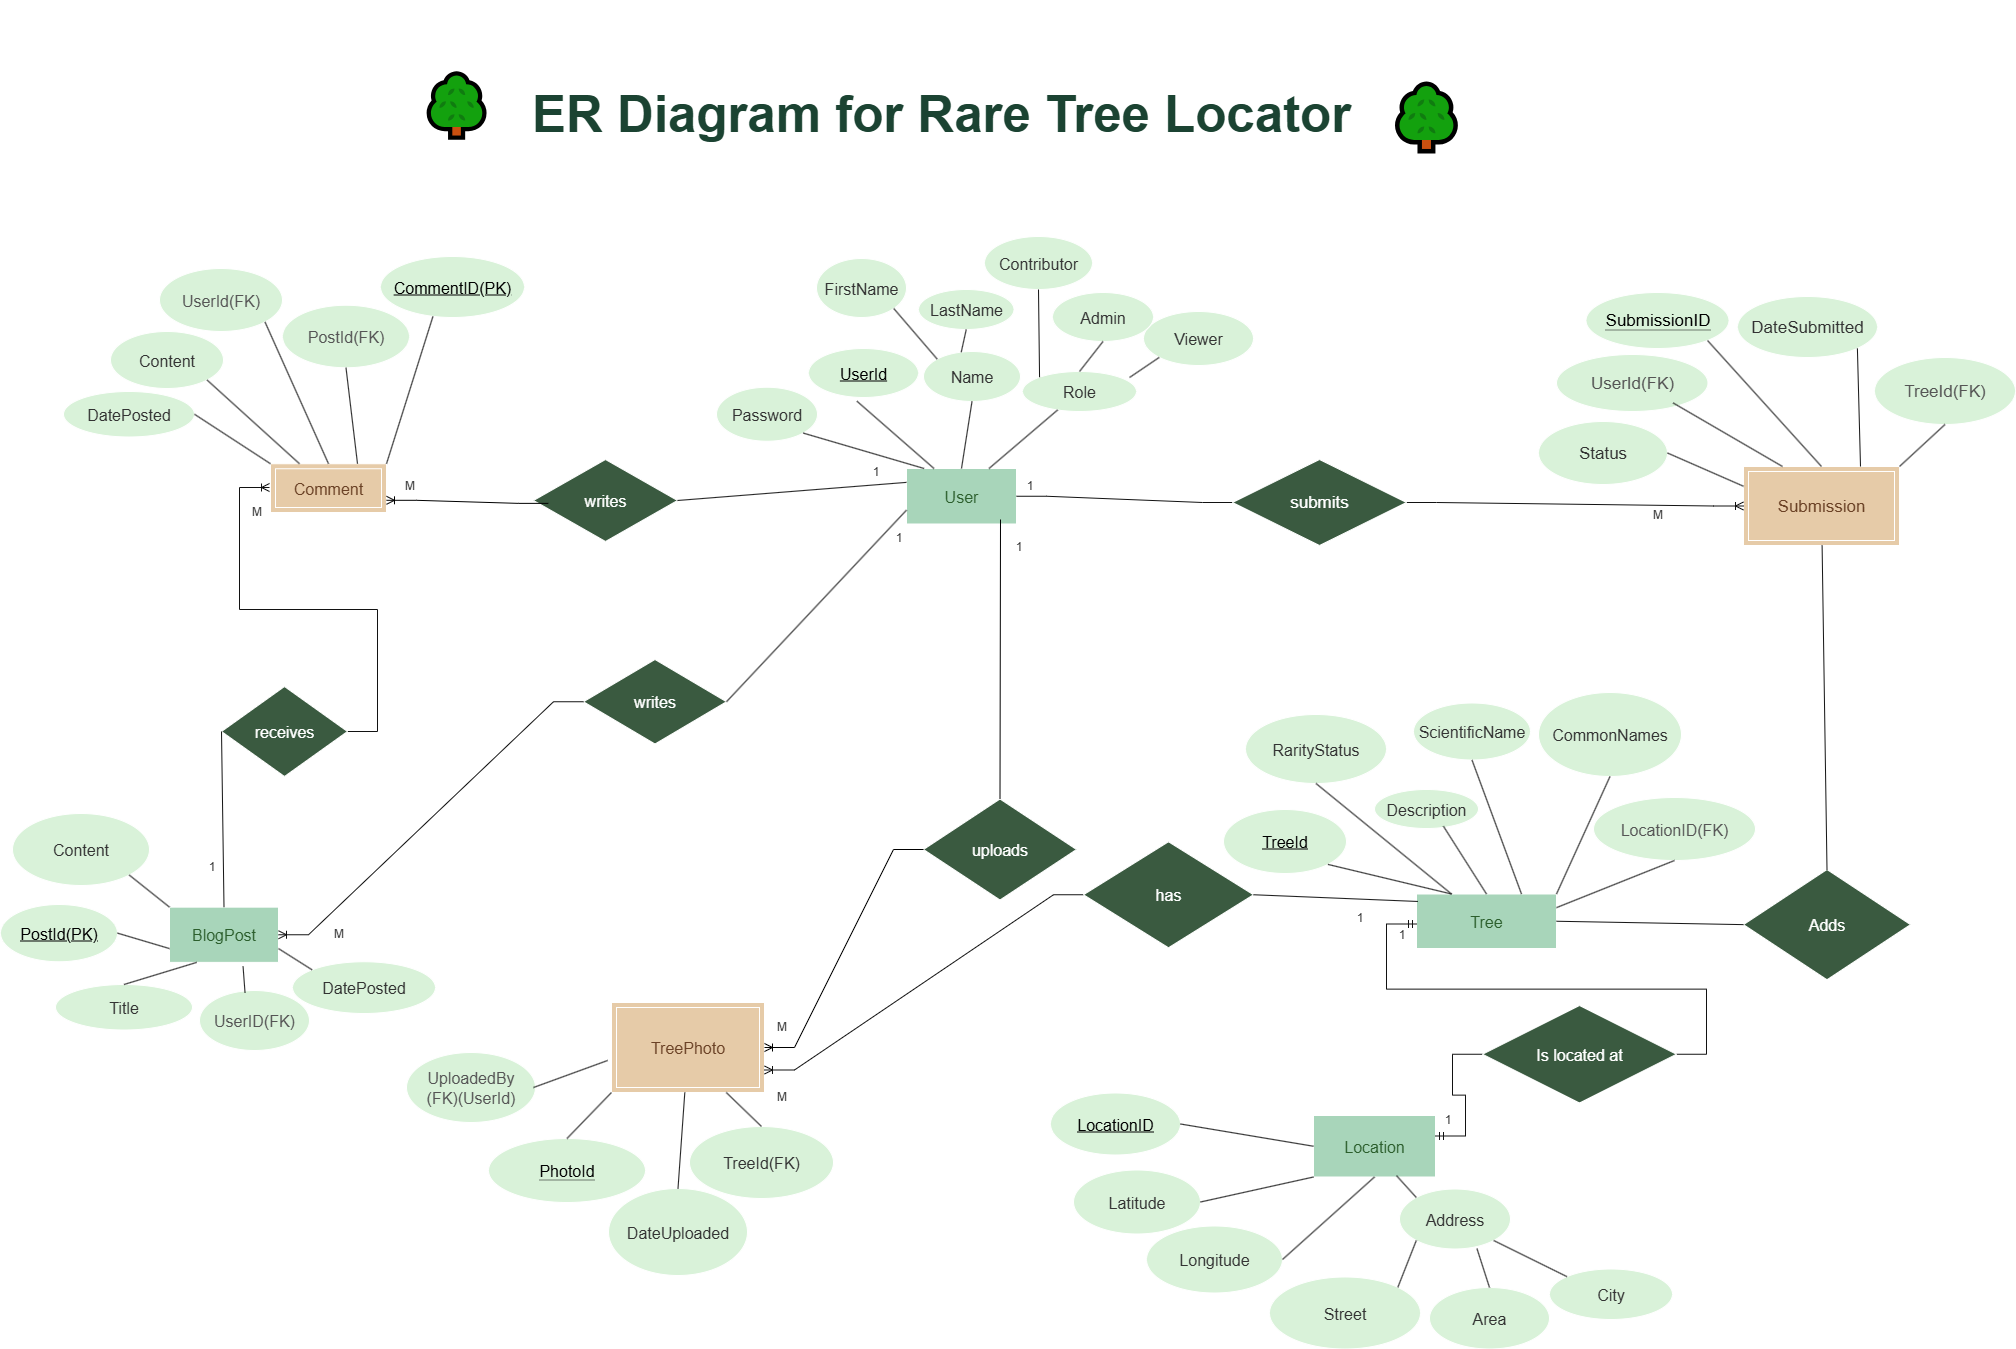 ER Diagram for Rare Tree Locator
Contributor
CommentID(PK)
FirstName
UserId(FK)
LastName
Admin
SubmissionID
DateSubmitted
PostId(FK)
Viewer
Content
UserId
Name
UserId(FK)
TreeId(FK)
Role
DatePosted
Password
Status
1
M
1
Comment
writes
User
submits
Submission
M
M
1
1
receives
writes
RarityStatus
ScientificName
CommonNames
Description
LocationID(FK)
TreeId
Content
uploads
1
has
1
Tree
Adds
PostId(PK)
BlogPost
M
1
DatePosted
Title
UserID(FK)
M
TreePhoto
Is located at
UploadedBy
(FK)(UserId)
M
1
LocationID
Location
PhotoId
TreeId(FK)
Latitude
Address
DateUploaded
Longitude
City
Street
Area